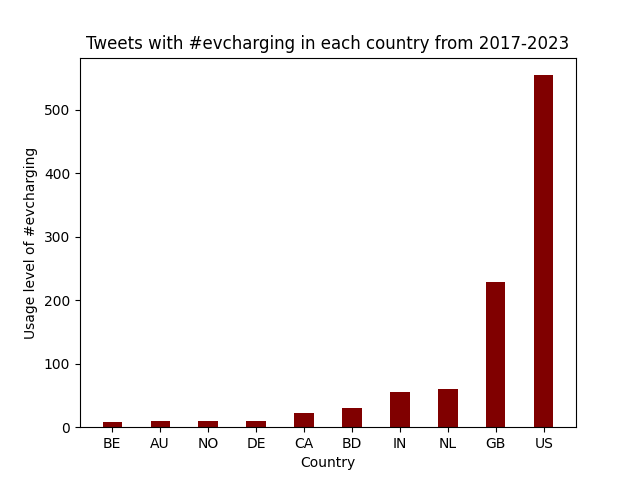 Tweets with #evcharging in each country from 2017-2023
Usage level of #evcharging
500
400
300
200
100
0
BE AU NO DE CA BD IN NL GB US
Country